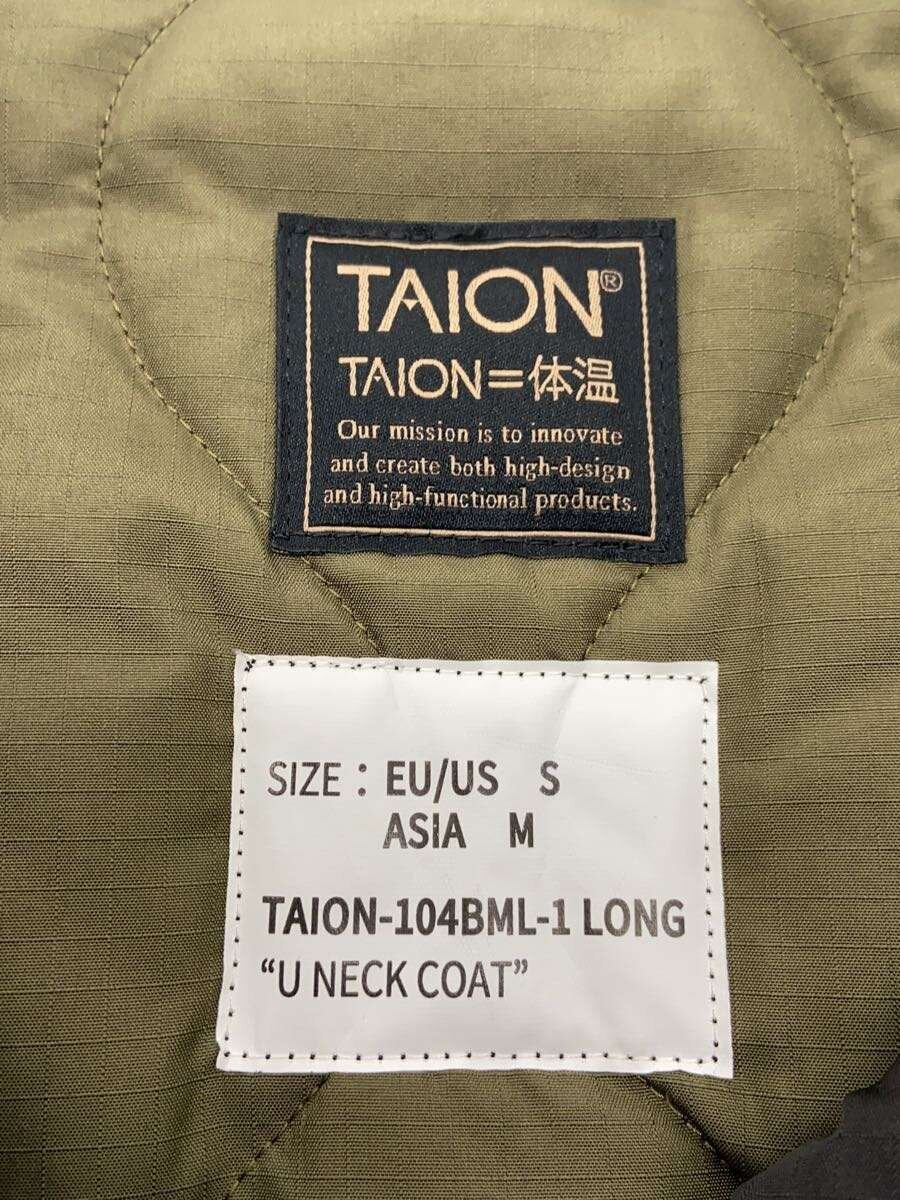 TAION®
TAION=体温
Our mission is to innovate
and create both high-design
and high-functional products.
SIZE : EU/US S
ASIA M
TAION-104BML-1 LONG
“U NECK COAT”